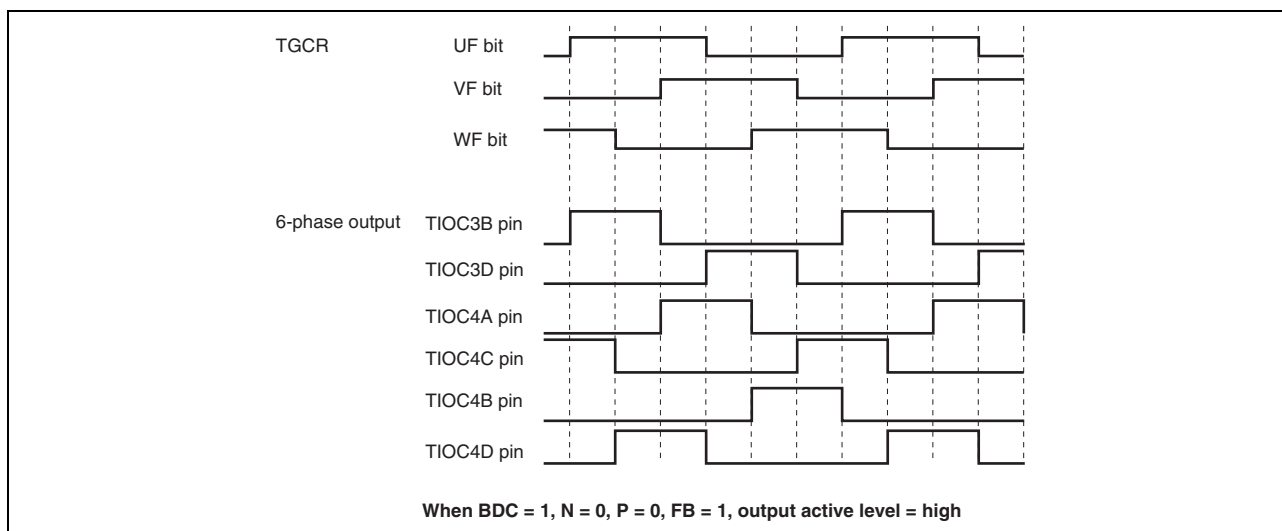 TGCR UF bit
VF bit
WF bit
6-phase output TIOC3B pin
TIOC3D pin
TIOC4A pin
TIOC4C pin
TIOC4B pin
TIOC4D pin
When BDC = 1, N = 0, P = 0, FB = 1, output active level = high